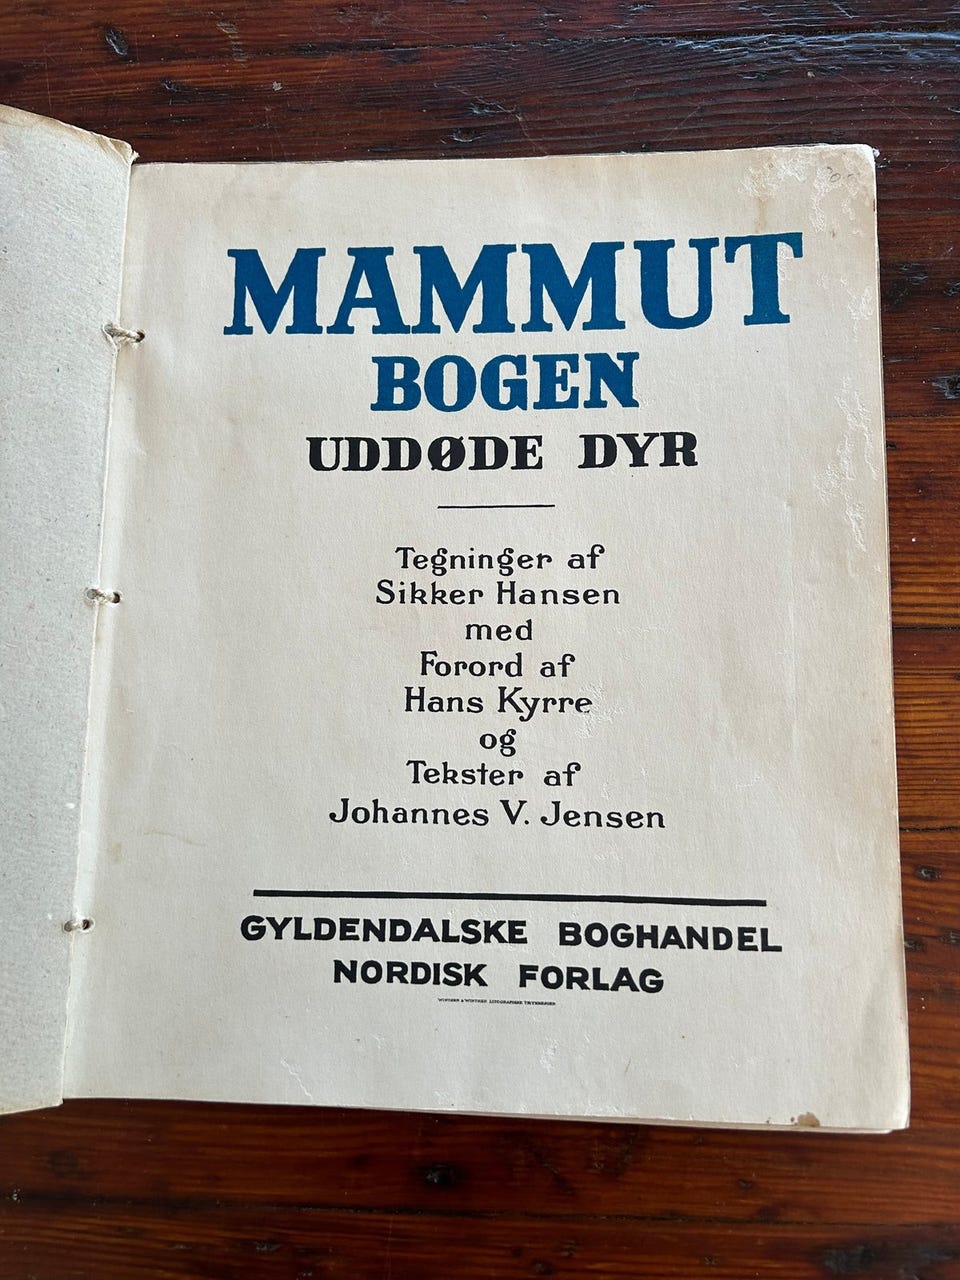 MAMMUT
BOGEN
UDDØDE DYR
Tegninger af
Sikker Hansen
med
Forord af
Hans Kyrre
og
Tekster af
Johannes V. Jensen
GYLDENDALSKE BOGHANDEL
NORDISK FORLAG